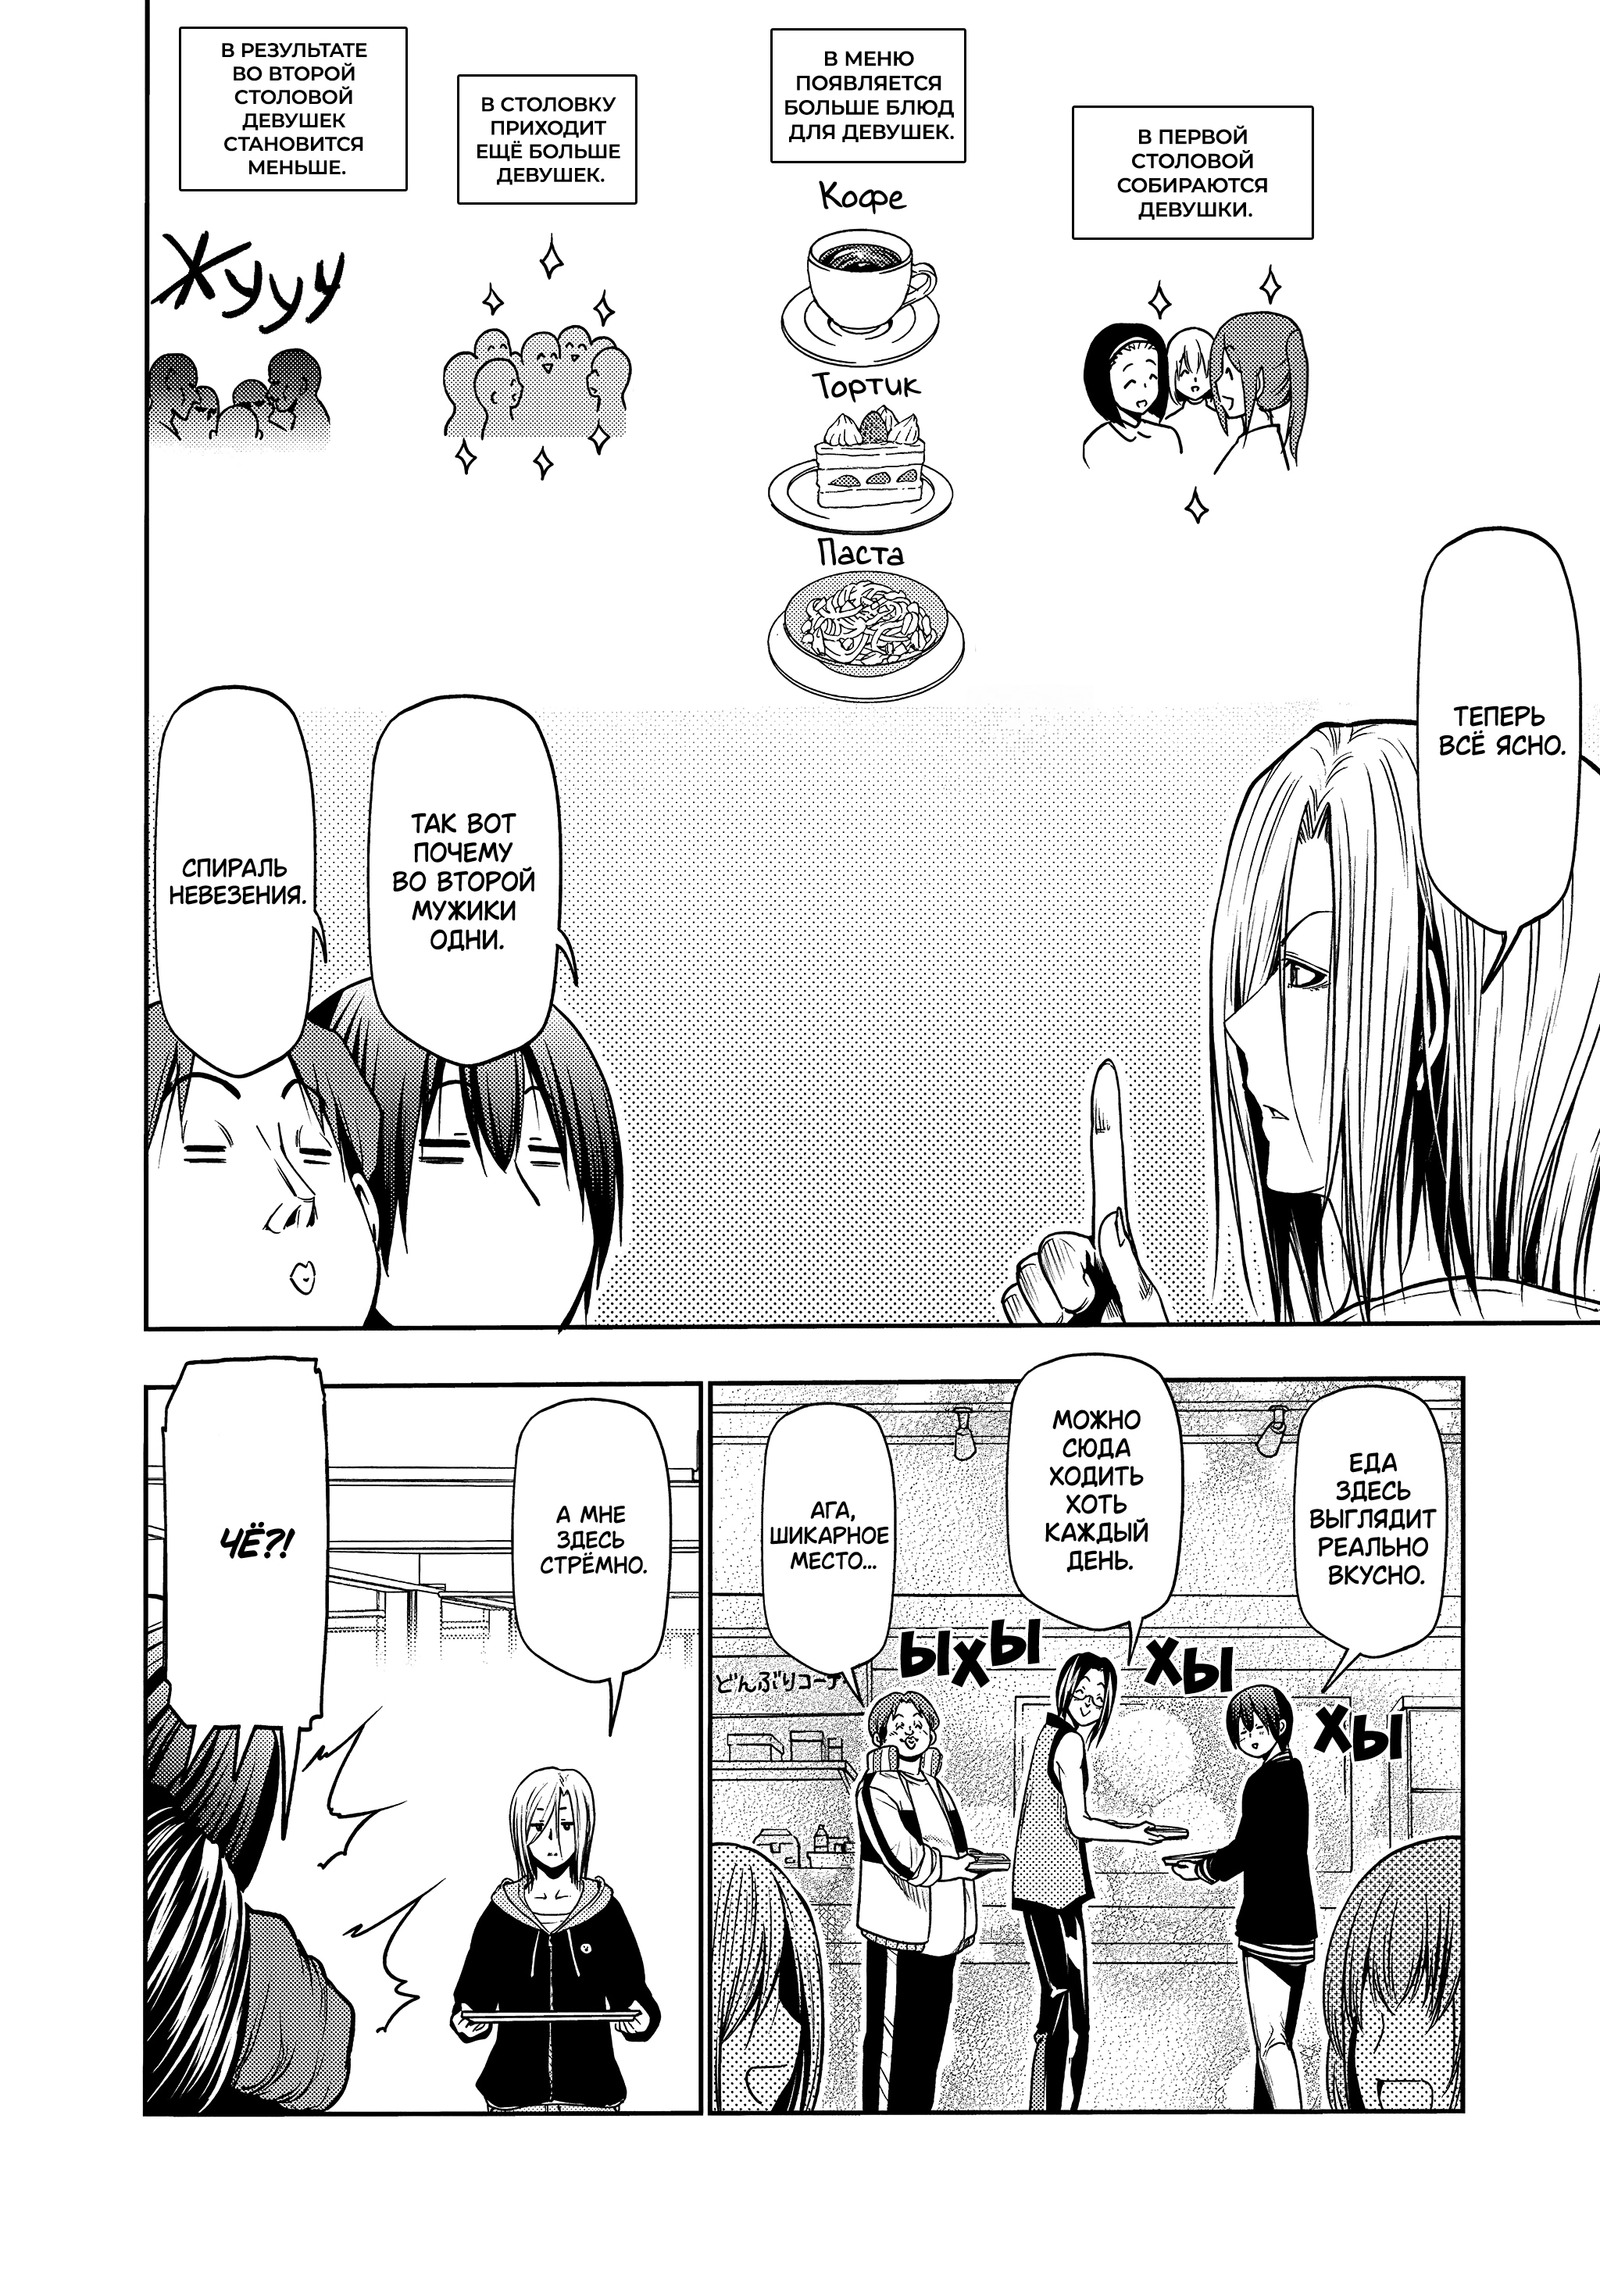 В ПЕРВОЙ
СТОЛОВОЙ
СОБИРАЮТСЯ
ДЕВУШКИ.
В МЕНЮ
ПОЯВЛЯЕТСЯ
БОЛЬШЕ БЛЮД
ДЛЯ ДЕВУШЕК.
Кофе
Тортик
Паста
В СТОЛОВКУ
ПРИХОДИТ
ЕЩЁ БОЛЬШЕ
ДЕВУШЕК.
В РЕЗУЛЬТАТЕ
ВО ВТОРОЙ
СТОЛОВОЙ
ДЕВУШЕК
СТАНОВИТСЯ
МЕНЬШЕ.
Жууу
ТЕПЕРЬ
ВСЁ ЯСНО.
ТАК ВОТ
ПОЧЕМУ
ВО ВТОРОЙ
МУЖИКИ
ОДНИ.
СПИРАЛЬ
НЕВЕЗЕНИЯ.
ЕДА
ЗДЕСЬ
ВЫГЛЯДИТ
РЕАЛЬНО
ВКУСНО.
МОЖНО
СЮДА
ХОДИТЬ
ХОТЬ
КАЖДЫЙ
ДЕНЬ.
АГА,
ШИКАРНОЕ
МЕСТО...
ХЫ
ХЫ
ЫХЫ
どんぶりコーナ
А МНЕ
ЗДЕСЬ
СТРЁМНО.
ЧЁ?!